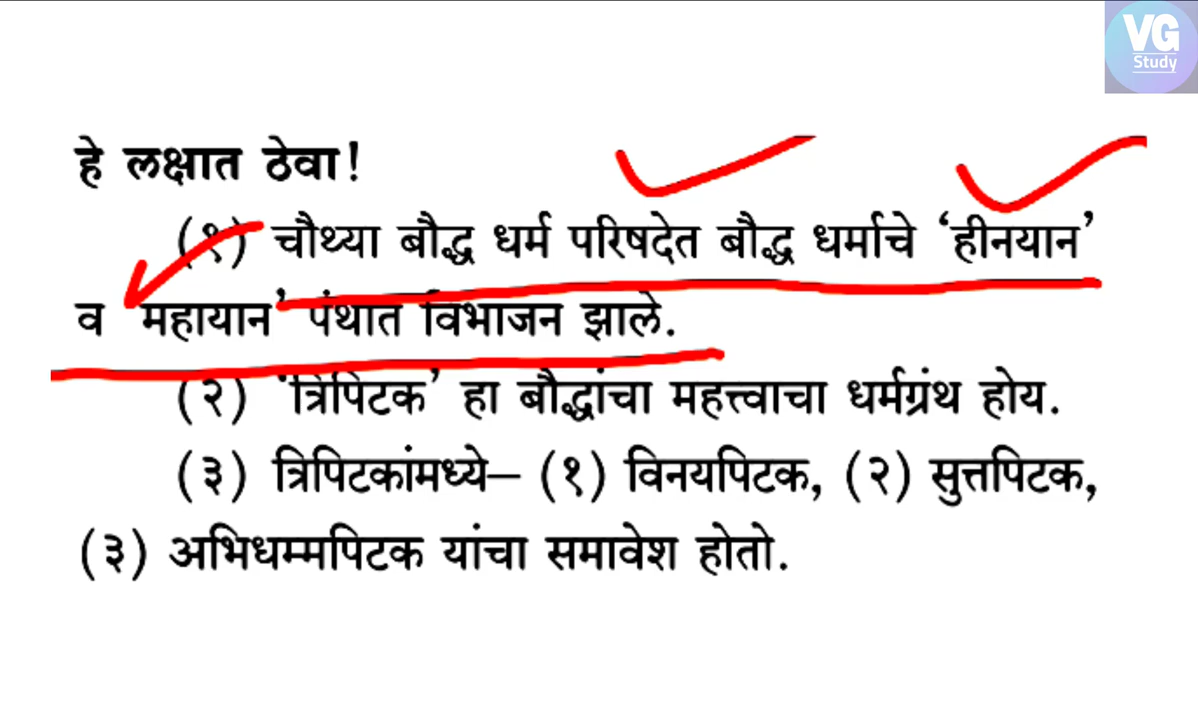 VG
Study
हे लक्षात ठेवा!
(१) चौथ्या बौद्ध धर्म परिषदेत बौद्ध धर्माचे ‘हीनयान’
व ‘महायान’ पंथात विभाजन झाले.
(२) ‘त्रिपिटक’ हा बौद्धांचा महत्त्वाचा धर्मग्रंथ होय.
(३) त्रिपिटकांमध्ये– (१) विनयपिटक, (२) सुत्तपिटक,
(३) अभिधम्मपिटक यांचा समावेश होतो.